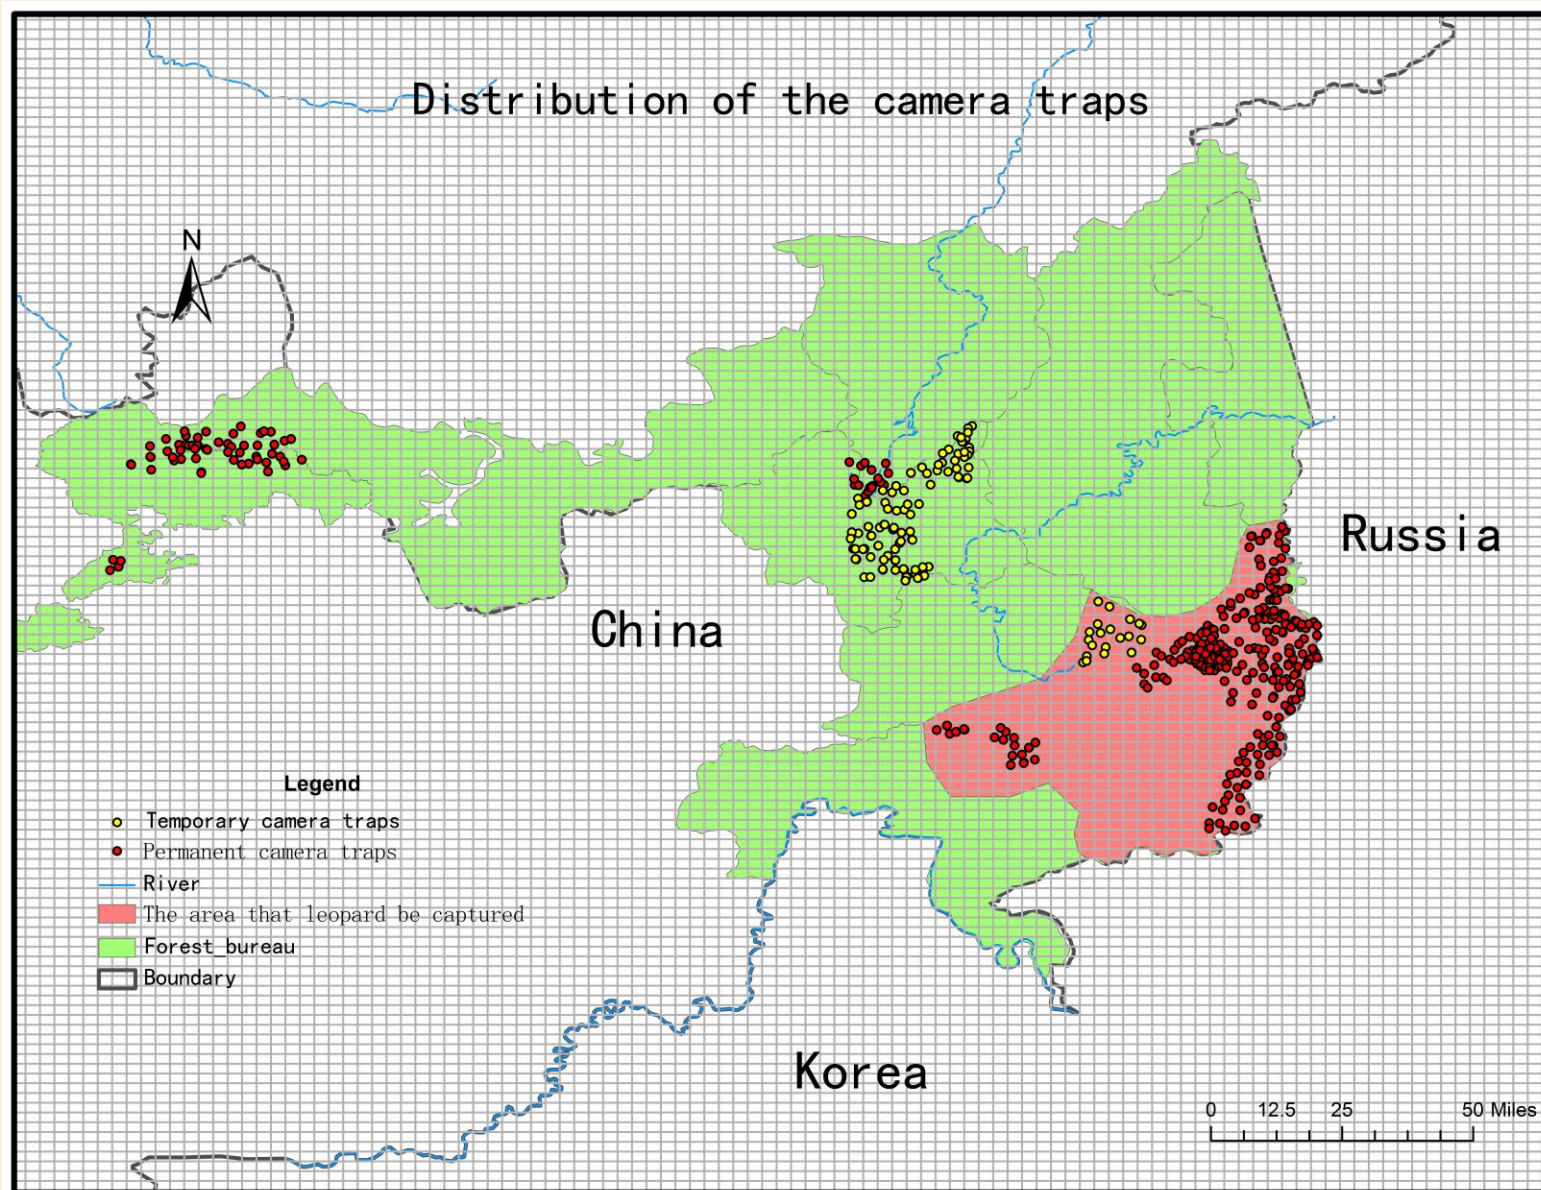 Distribution of the camera traps
N
Russia
China
Legend
Temporary camera traps
Permanent camera traps
River
The area that leopard be captured
Forest_bureau
Boundary
Korea
0 12.5 25 50 Miles